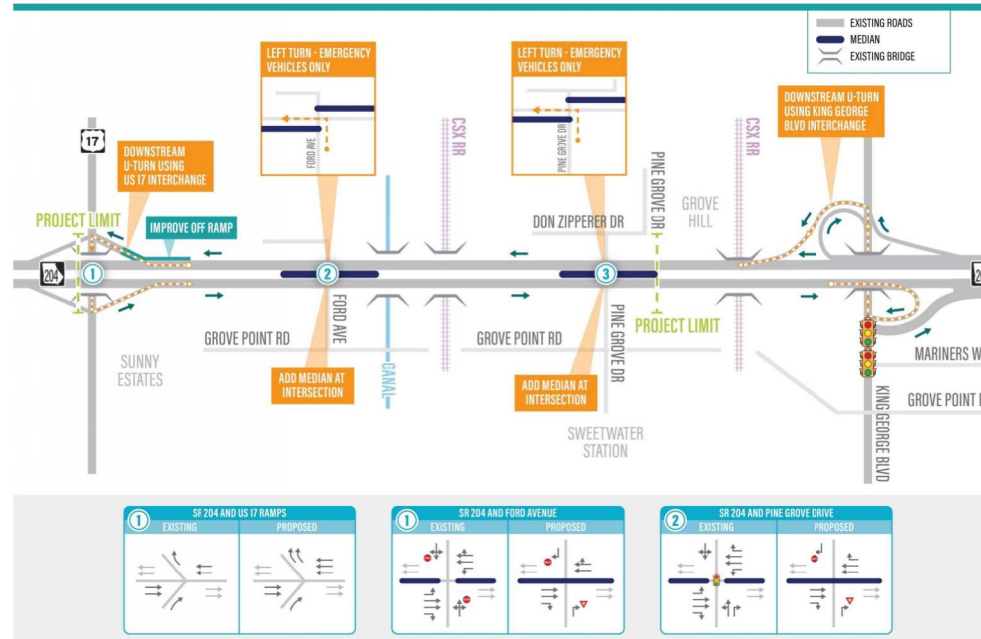 EXISTING ROADS
MEDIAN
EXISTING BRIDGE
LEFT TURN - EMERGENCY
VEHICLES ONLY
FORD AVE
LEFT TURN - EMERGENCY
VEHICLES ONLY
PINE GROVE DR
DOWNSTREAM U-TURN
USING KING GEORGE
BLVD INTERCHANGE
17
DOWNSTREAM
U-TURN USING
US 17 INTERCHANGE
CSX RR
CSX RR
PINE GROVE DR
GROVE
HILL
DON ZIPPERER DR
PROJECT LIMIT
IMPROVE OFF RAMP
204
1
2
3
FORD AVE
PINE GROVE DR
PROJECT LIMIT
GROVE POINT RD
GROVE POINT RD
SUNNY
ESTATES
CANAL
ADD MEDIAN AT
INTERSECTION
ADD MEDIAN AT
INTERSECTION
SWEETWATER
STATION
MARINERS W
GROVE POINT
KING GEORGE BLVD
1
SR 204 AND US 17 RAMPS
EXISTING
PROPOSED
1
SR 204 AND FORD AVENUE
EXISTING
PROPOSED
2
SR 204 AND PINE GROVE DRIVE
EXISTING
PROPOSED